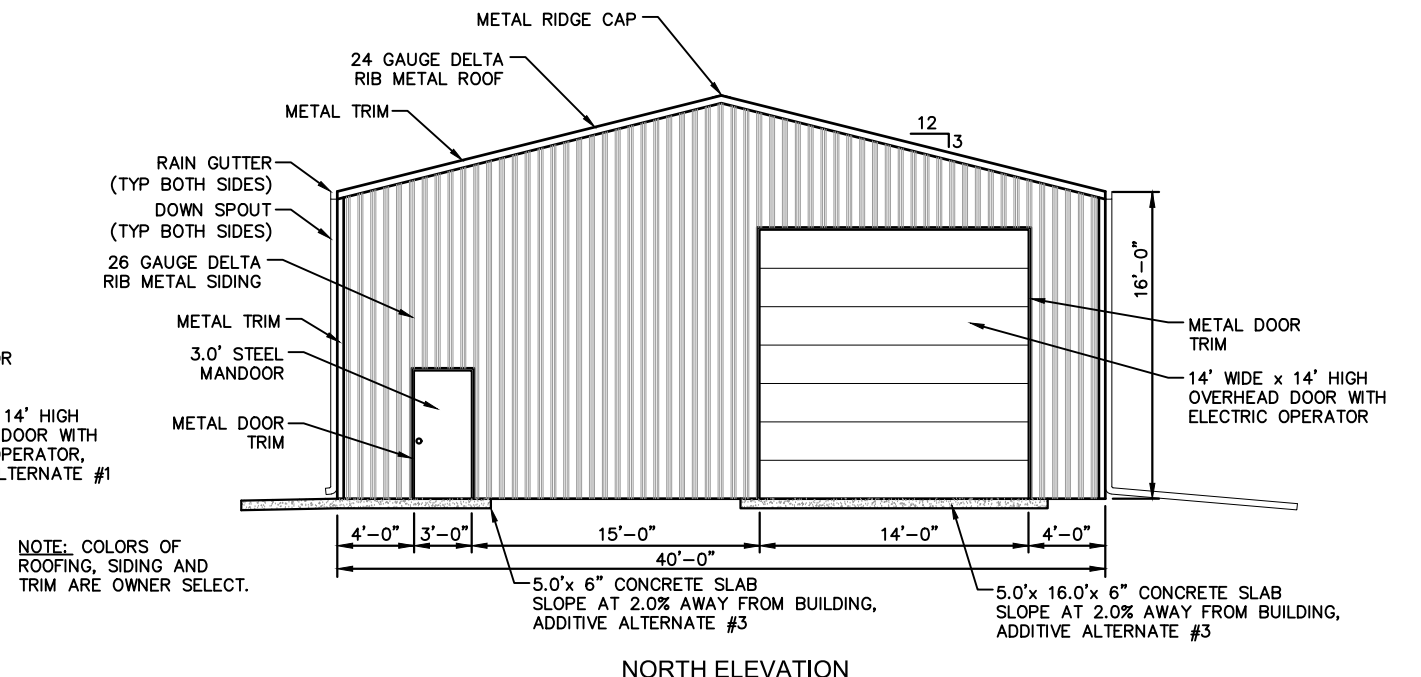 METAL RIDGE CAP
24 GAUGE DELTA
RIB METAL ROOF
METAL TRIM
12
3
RAIN GUTTER
(TYP BOTH SIDES)
DOWN SPOUT
(TYP BOTH SIDES)
26 GAUGE DELTA
RIB METAL SIDING
METAL TRIM
3.0' STEEL
MANDOOR
METAL DOOR
TRIM
OR
14' HIGH
DOOR WITH
OPERATOR,
LTERNATE #1
16'-0"
METAL DOOR
TRIM
14' WIDE x 14' HIGH
OVERHEAD DOOR WITH
ELECTRIC OPERATOR
4'-0" 3'-0" 15'-0" 14'-0" 4'-0"
40'-0"
NOTE: COLORS OF
ROOFING, SIDING AND
TRIM ARE OWNER SELECT.
5.0'x 6" CONCRETE SLAB
SLOPE AT 2.0% AWAY FROM BUILDING,
ADDITIVE ALTERNATE #3
5.0'x 16.0'x 6" CONCRETE SLAB
SLOPE AT 2.0% AWAY FROM BUILDING,
ADDITIVE ALTERNATE #3
NORTH ELEVATION